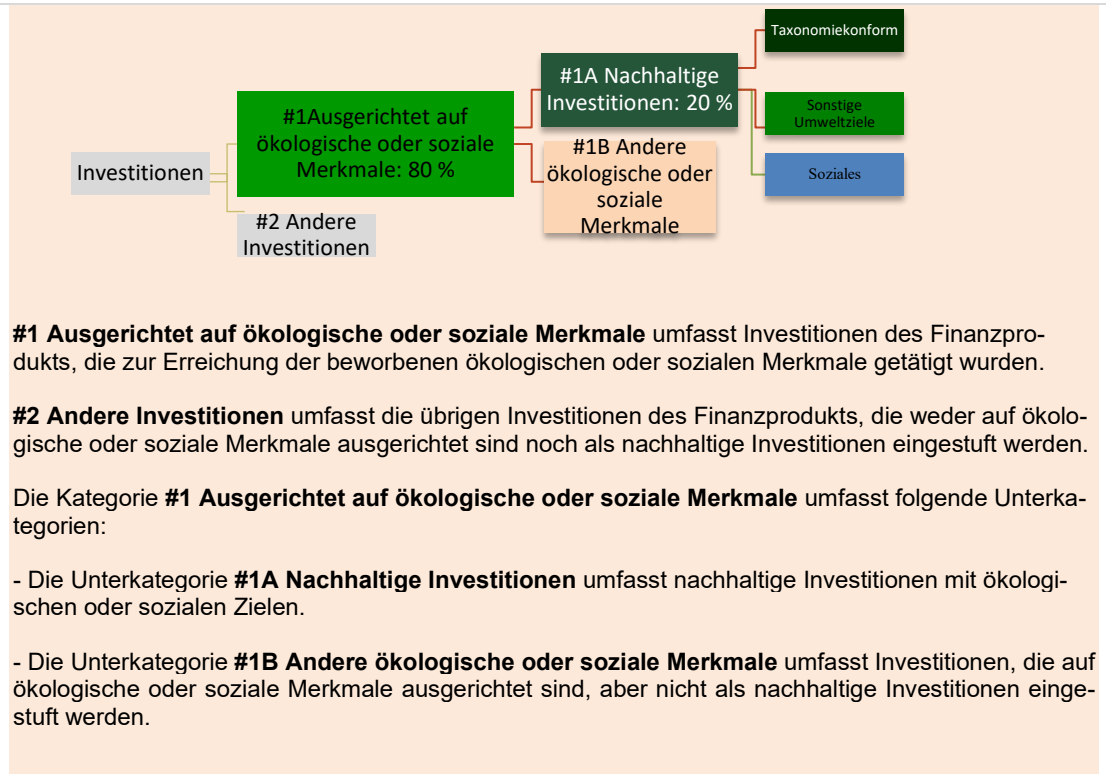 Taxonomiekonform
#1A Nachhaltige
Investitionen: 20 %
#1Ausgerichtet auf
ökologische oder soziale
Merkmale: 80 %
Sonstige
Umweltziele
#1B Andere
ökologische oder
soziale
Merkmale
Investitionen
Soziales
#2 Andere
Investitionen
#1 Ausgerichtet auf ökologische oder soziale Merkmale umfasst Investitionen des Finanzpro-
dukts, die zur Erreichung der beworbenen ökologischen oder sozialen Merkmale getätigt wurden.
#2 Andere Investitionen umfasst die übrigen Investitionen des Finanzprodukts, die weder auf ökolo-
gische oder soziale Merkmale ausgerichtet sind noch als nachhaltige Investitionen eingestuft werden.
Die Kategorie #1 Ausgerichtet auf ökologische oder soziale Merkmale umfasst folgende Unterka-
tegorien:
- Die Unterkategorie #1A Nachhaltige Investitionen umfasst nachhaltige Investitionen mit ökologi-
schen oder sozialen Zielen.
- Die Unterkategorie #1B Andere ökologische oder soziale Merkmale umfasst Investitionen, die auf
ökologische oder soziale Merkmale ausgerichtet sind, aber nicht als nachhaltige Investitionen einge-
stuft werden.